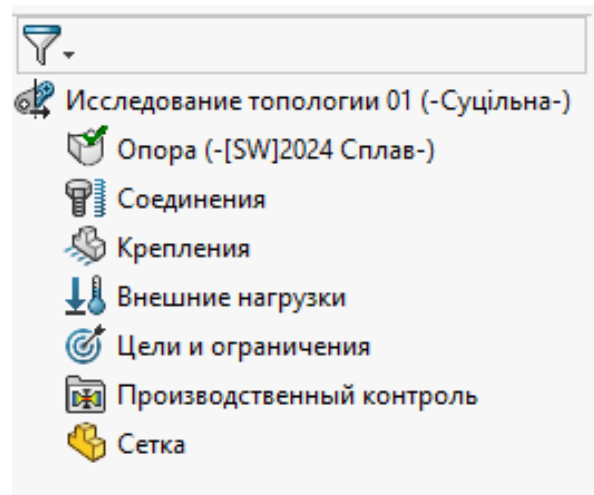 Исследование топологии 01 (-Суцільна-)
Опора (-[SW]2024 Сплав-)
Соединения
Крепления
Внешние нагрузки
Цели и ограничения
Производственный контроль
Сетка